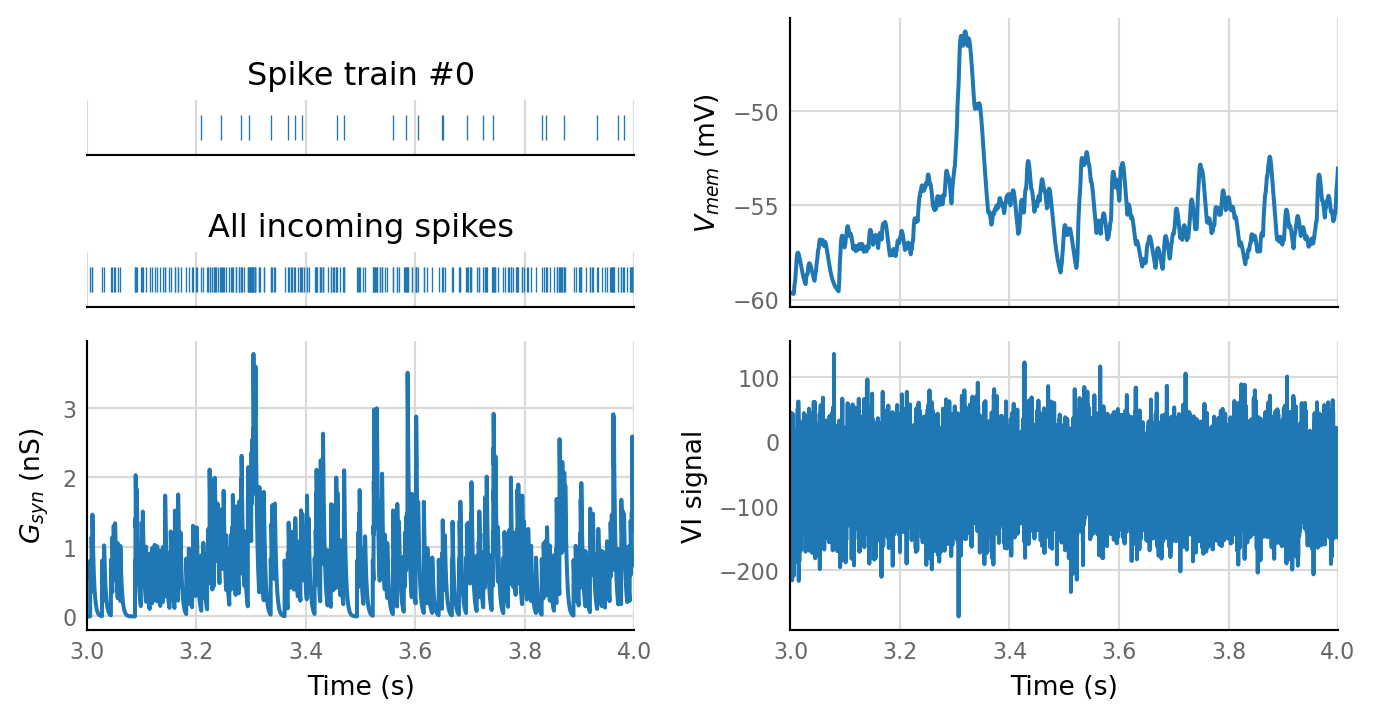 Spike train #0
All incoming spikes
G_syn (nS)
3
2
1
0
3.0 3.2 3.4 3.6 3.8 4.0
Time (s)
V_mem (mV)
−50
−55
−60
VI signal
100
0
−100
−200
3.0 3.2 3.4 3.6 3.8 4.0
Time (s)